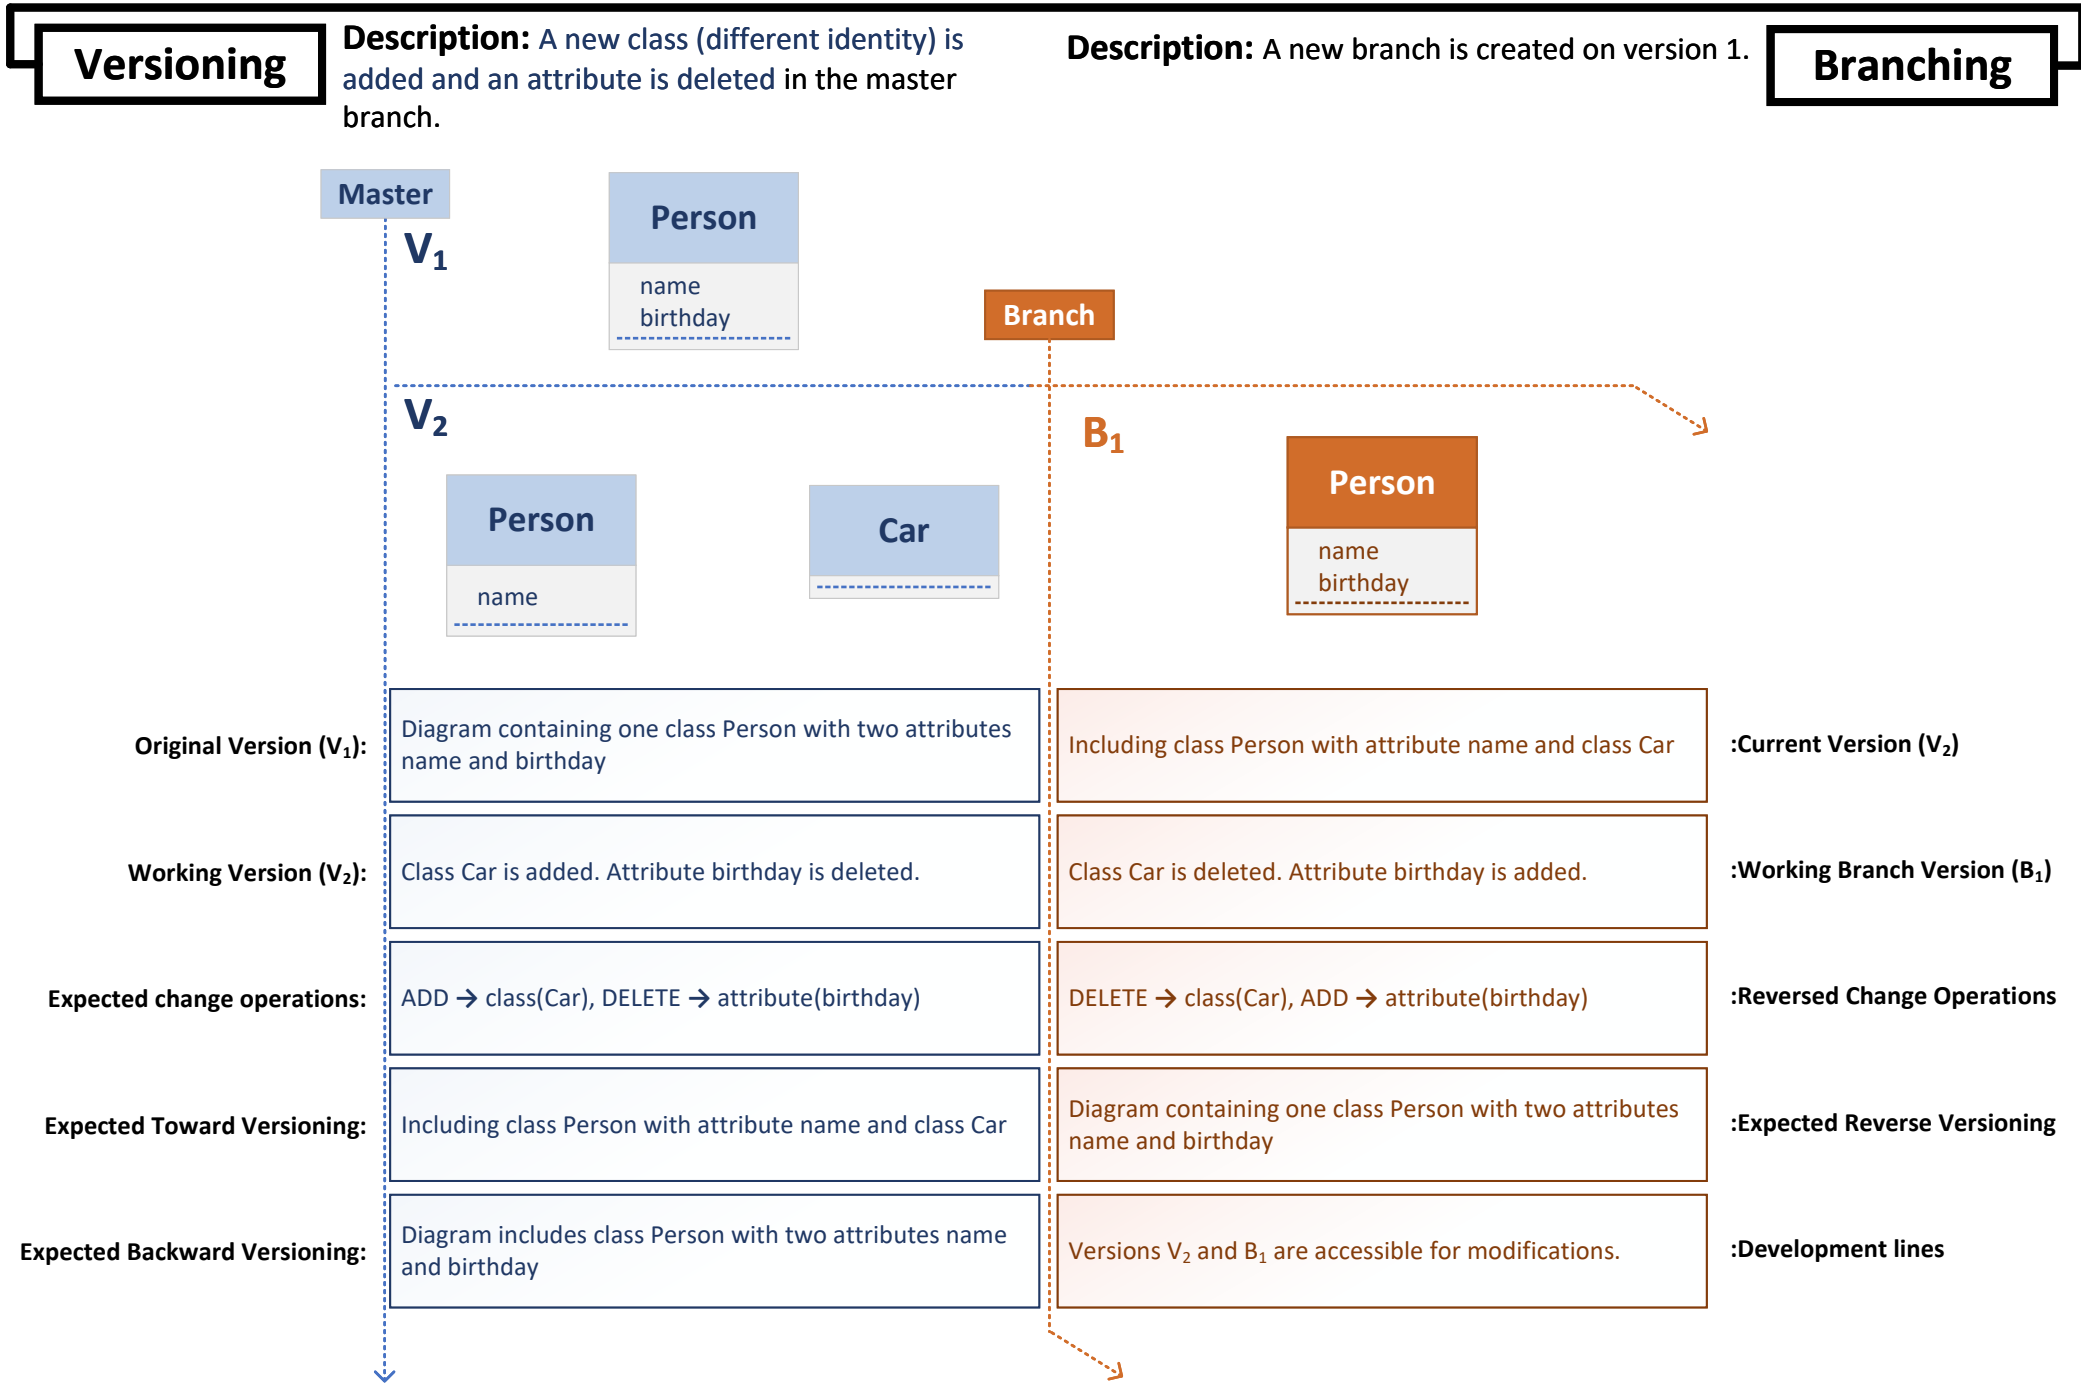 Versioning
Description: A new class (different identity) is
added and an attribute is deleted in the master
branch.
Description: A new branch is created on version 1.
Branching
Master
V₁
Person
name
birthday
Branch
V₂
Person
name
Car
B₁
Person
name
birthday
Original Version (V₁):
Diagram containing one class Person with two attributes
name and birthday
Including class Person with attribute name and class Car
:Current Version (V₂)
Working Version (V₂):
Class Car is added. Attribute birthday is deleted.
Class Car is deleted. Attribute birthday is added.
:Working Branch Version (B₁)
Expected change operations:
ADD → class(Car), DELETE → attribute(birthday)
DELETE → class(Car), ADD → attribute(birthday)
:Reversed Change Operations
Expected Toward Versioning:
Including class Person with attribute name and class Car
Diagram containing one class Person with two attributes
name and birthday
:Expected Reverse Versioning
Expected Backward Versioning:
Diagram includes class Person with two attributes name
and birthday
Versions V₂ and B₁ are accessible for modifications.
:Development lines